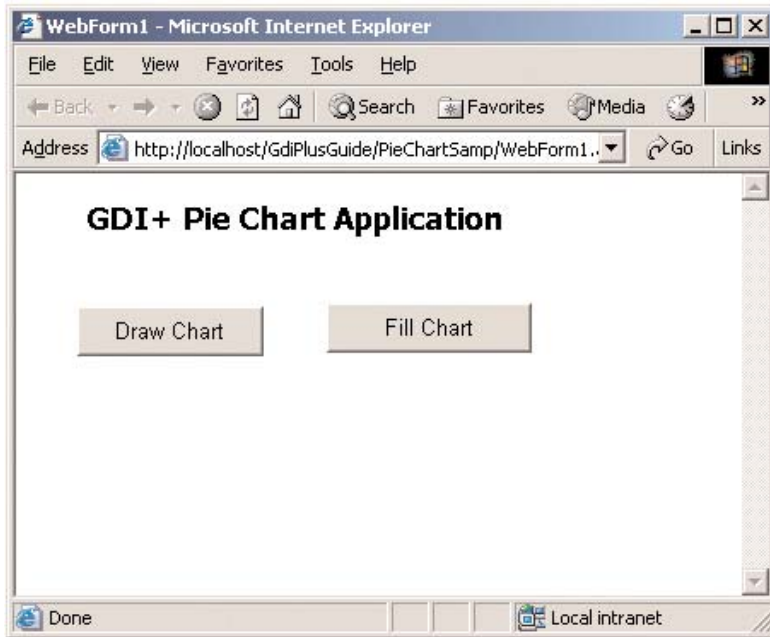 WebForm1 - Microsoft Internet Explorer
File Edit View Favorites Tools Help
Back Search Favorites Media »
Address http://localhost/GdiPlusGuide/PieChartSamp/WebForm1. Go Links
GDI+ Pie Chart Application
Draw Chart Fill Chart
Done Local intranet